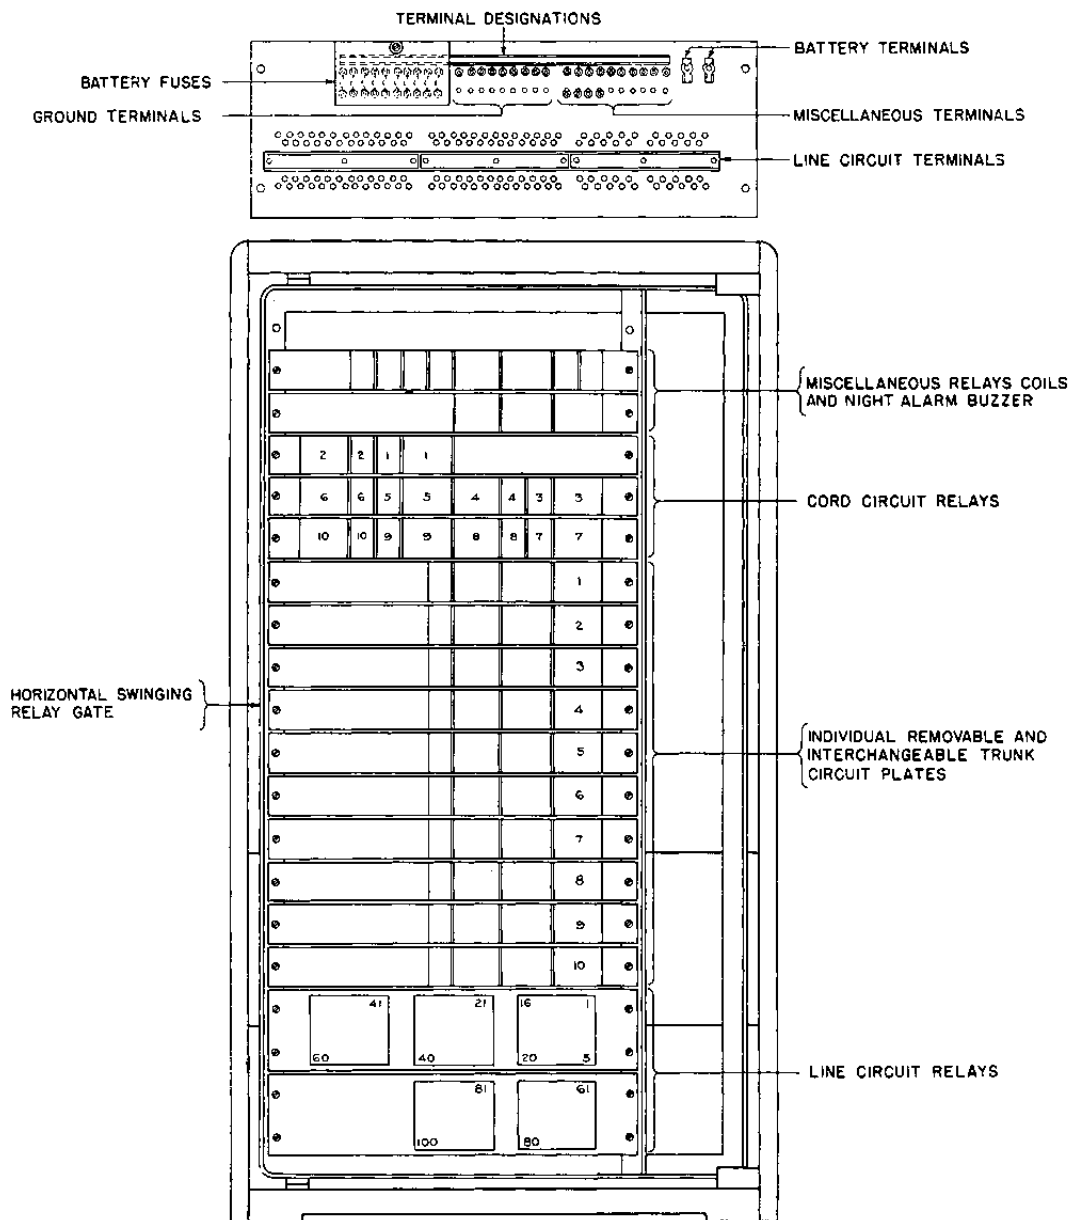 TERMINAL DESIGNATIONS
BATTERY TERMINALS
BATTERY FUSES
GROUND TERMINALS
MISCELLANEOUS TERMINALS
LINE CIRCUIT TERMINALS
MISCELLANEOUS RELAYS COILS
AND NIGHT ALARM BUZZER
2 2 1 1
6 6 5 5 4 4 3 3
CORD CIRCUIT RELAYS
10 10 9 9 8 8 7 7
1
2
3
HORIZONTAL SWINGING
RELAY GATE
4
INDIVIDUAL REMOVABLE AND
INTERCHANGEABLE TRUNK
CIRCUIT PLATES
5
6
7
8
9
10
41 21 16 1
60 40 20 5
LINE CIRCUIT RELAYS
81 61
100 80